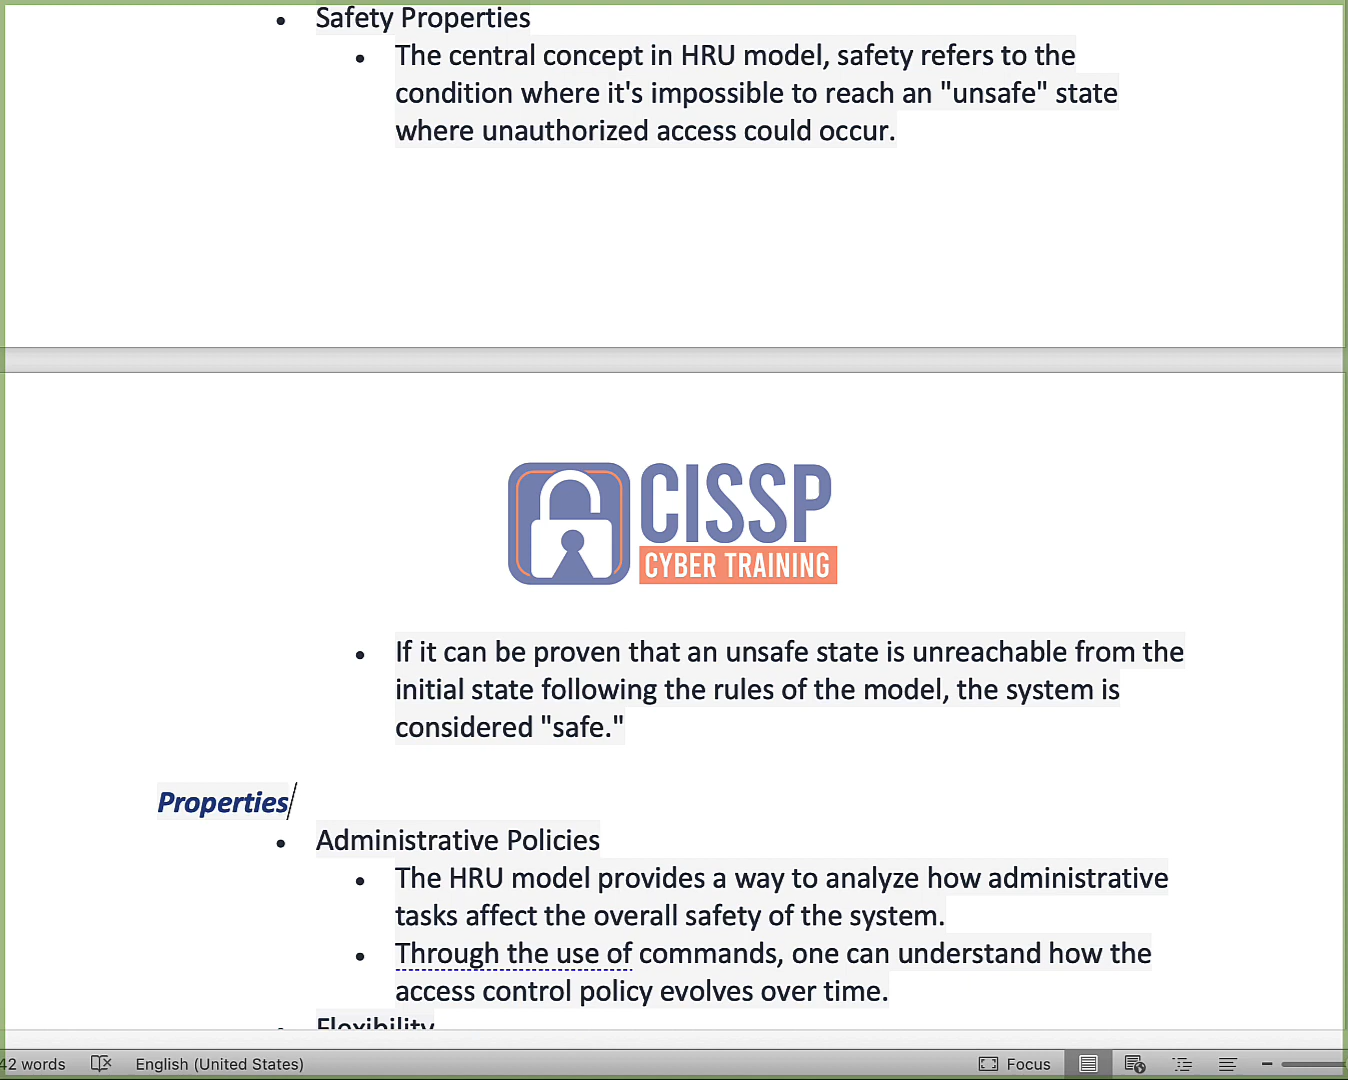 Safety Properties
The central concept in HRU model, safety refers to the
condition where it's impossible to reach an "unsafe" state
where unauthorized access could occur.
CISSP
CYBER TRAINING
If it can be proven that an unsafe state is unreachable from the
initial state following the rules of the model, the system is
considered "safe."
Properties
Administrative Policies
The HRU model provides a way to analyze how administrative
tasks affect the overall safety of the system.
Through the use of commands, one can understand how the
access control policy evolves over time.
Flexibility
42 words English (United States) Focus